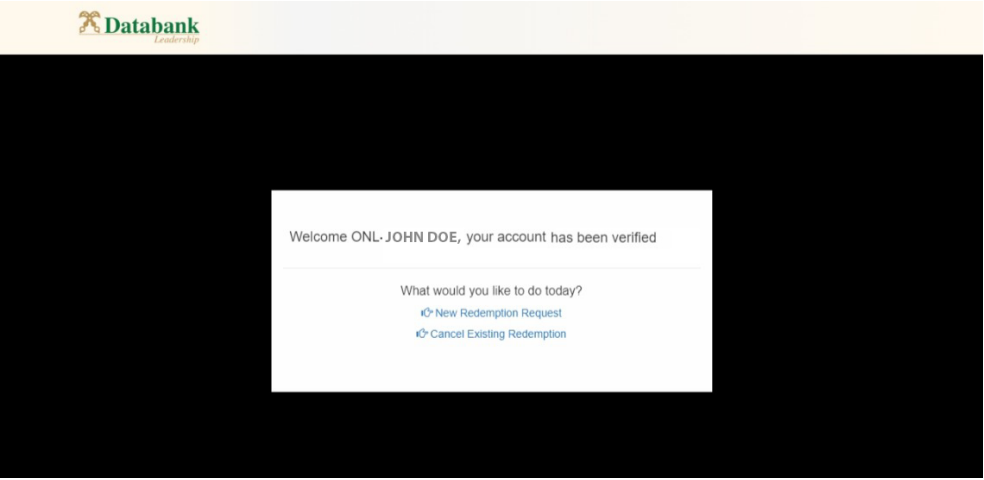 Databank
Leadership
Welcome ONL- JOHN DOE, your account has been verified
What would you like to do today?
New Redemption Request
Cancel Existing Redemption